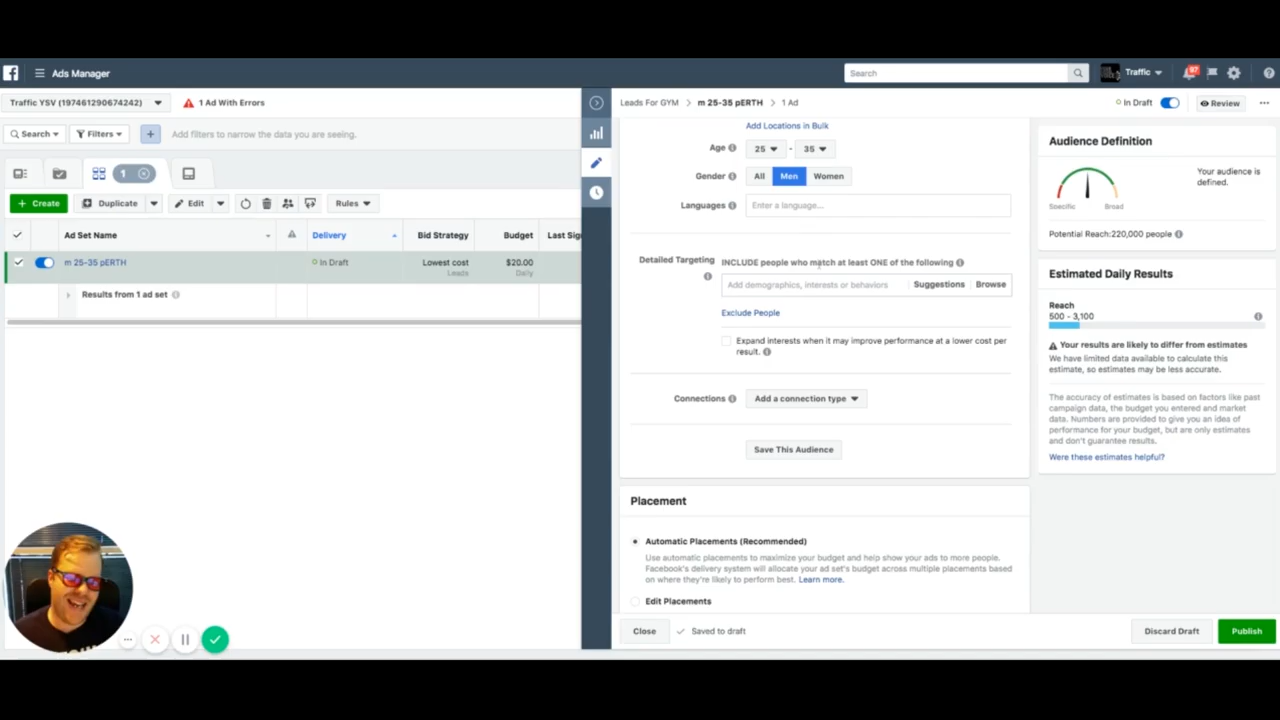 Ads Manager
Search
Traffic
97
Traffic YSV (197461290674242)
1 Ad With Errors
Leads For GYM
m 25-35 pERTH
1 Ad
In Draft
Review
Search
Filters
Add filters to narrow the data you are seeing.
1
Create
Duplicate
Edit
Rules
Ad Set Name
Delivery
Bid Strategy
Budget
Last Sig
m 25-35 pERTH
In Draft
Lowest cost
Leads
$20.00
Daily
Results from 1 ad set
Add Locations in Bulk
Age
25
-
35
Gender
All
Men
Women
Languages
Enter a language...
Detailed Targeting
INCLUDE people who match at least ONE of the following
Add demographics, interests or behaviors
Suggestions
Browse
Exclude People
Expand interests when it may improve performance at a lower cost per
result.
Connections
Add a connection type
Save This Audience
Placement
Automatic Placements (Recommended)
Use automatic placements to maximize your budget and help show your ads to more people.
Facebook's delivery system will allocate your ad set's budget across multiple placements based
on where they're likely to perform best. Learn more.
Edit Placements
Close
Saved to draft
Discard Draft
Publish
Audience Definition
Your audience is
defined.
Specific
Broad
Potential Reach:220,000 people
Estimated Daily Results
Reach
500 - 3,100
Your results are likely to differ from estimates
We have limited data available to calculate this
estimate, so estimates may be less accurate.
The accuracy of estimates is based on factors like past
campaign data, the budget you entered and market
data. Numbers are provided to give you an idea of
performance for your budget, but are only estimates
and don't guarantee results.
Were these estimates helpful?